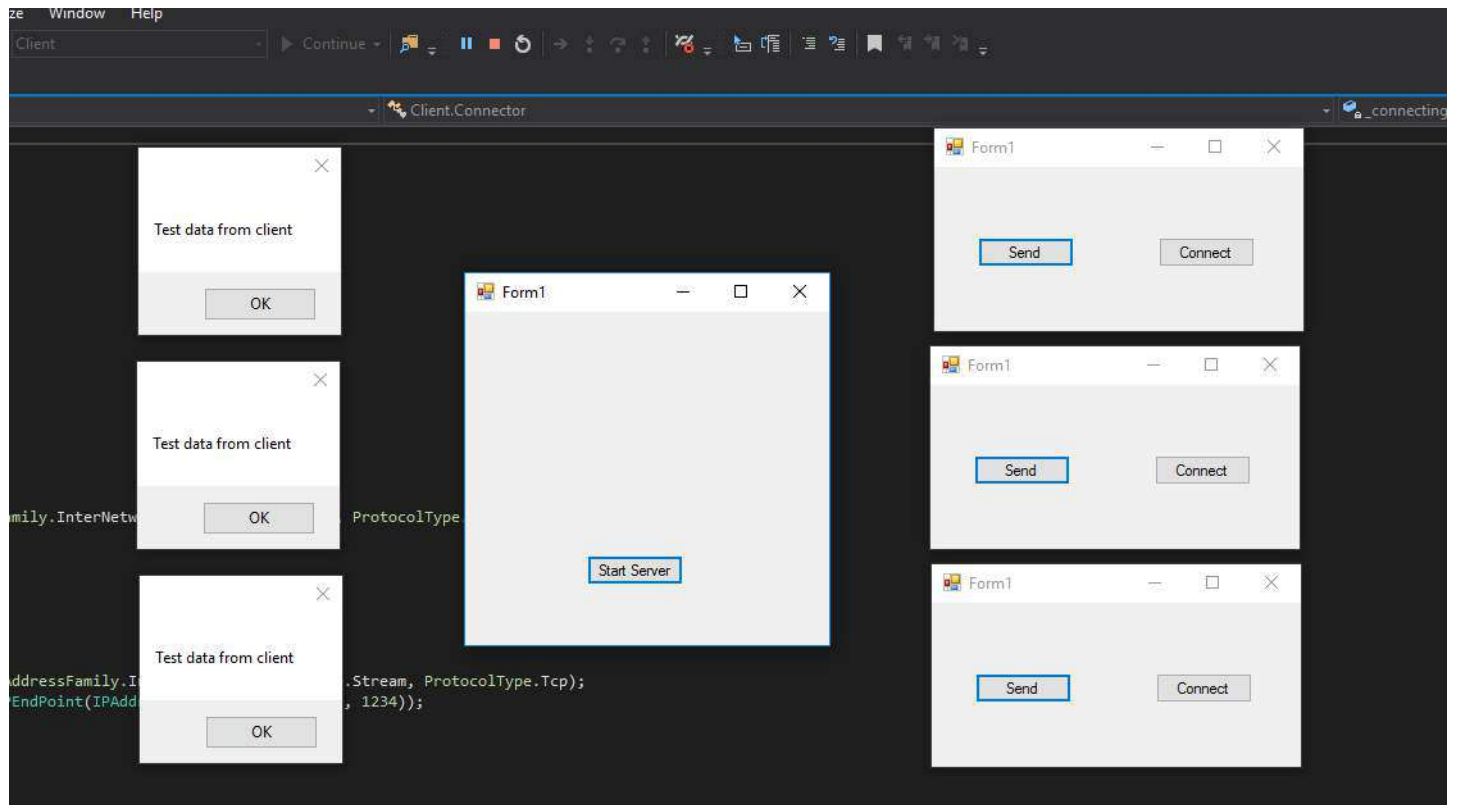 ze Window Help
Client Continue
Client.Connector _connecting
Form1
Test data from client
Send Connect
OK
Form1
Form1
Test data from client
Send Connect
OK
mily.InterNetw ProtocolType.
Start Server
Form1
Test data from client
AddressFamily.I .Stream, ProtocolType.Tcp);
Send Connect
EndPoint(IPAdd , 1234));
OK